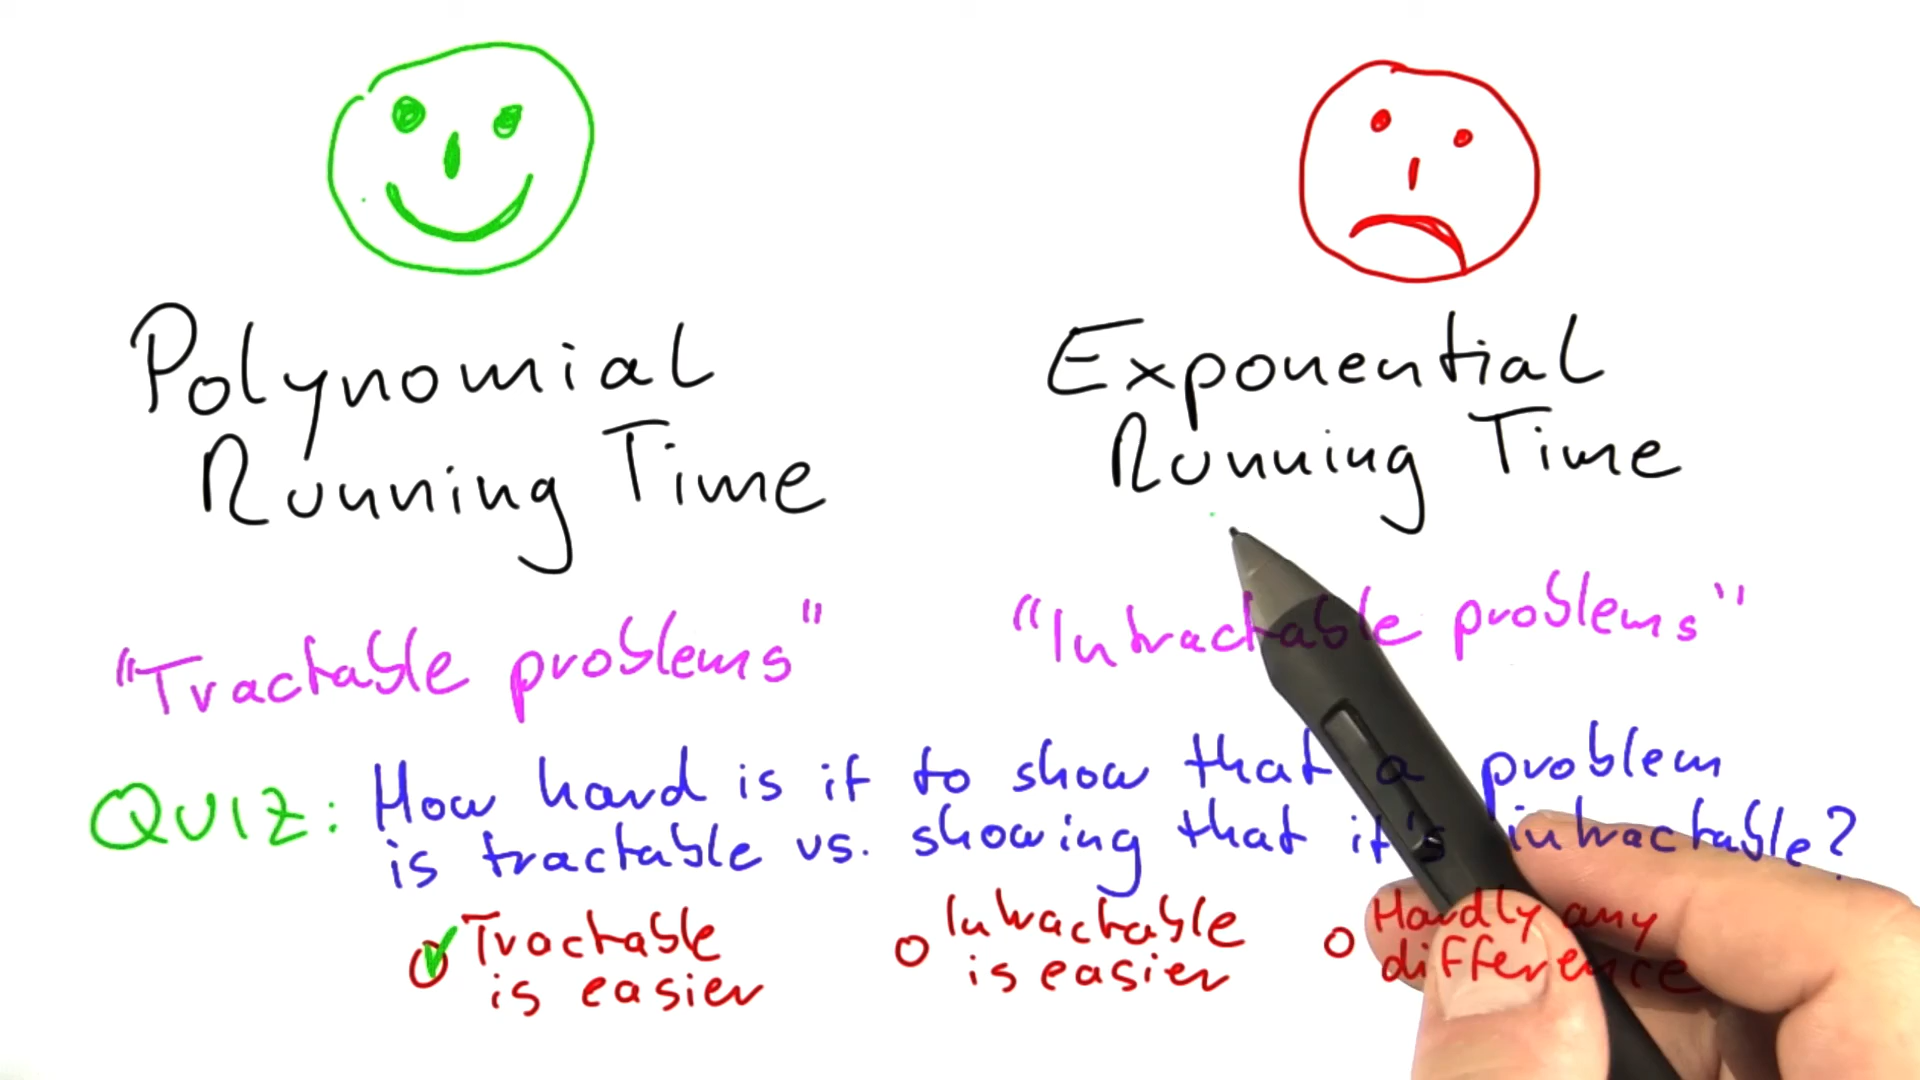 Polynomial
Running Time
Exponential
Running Time
"Tractable problems"
"Intractable problems"
QUIZ: How hard is it to show that a problem
is tractable vs. showing that it's intractable?
Tractable
is easier
Intractable
is easier
Hardly any
difference